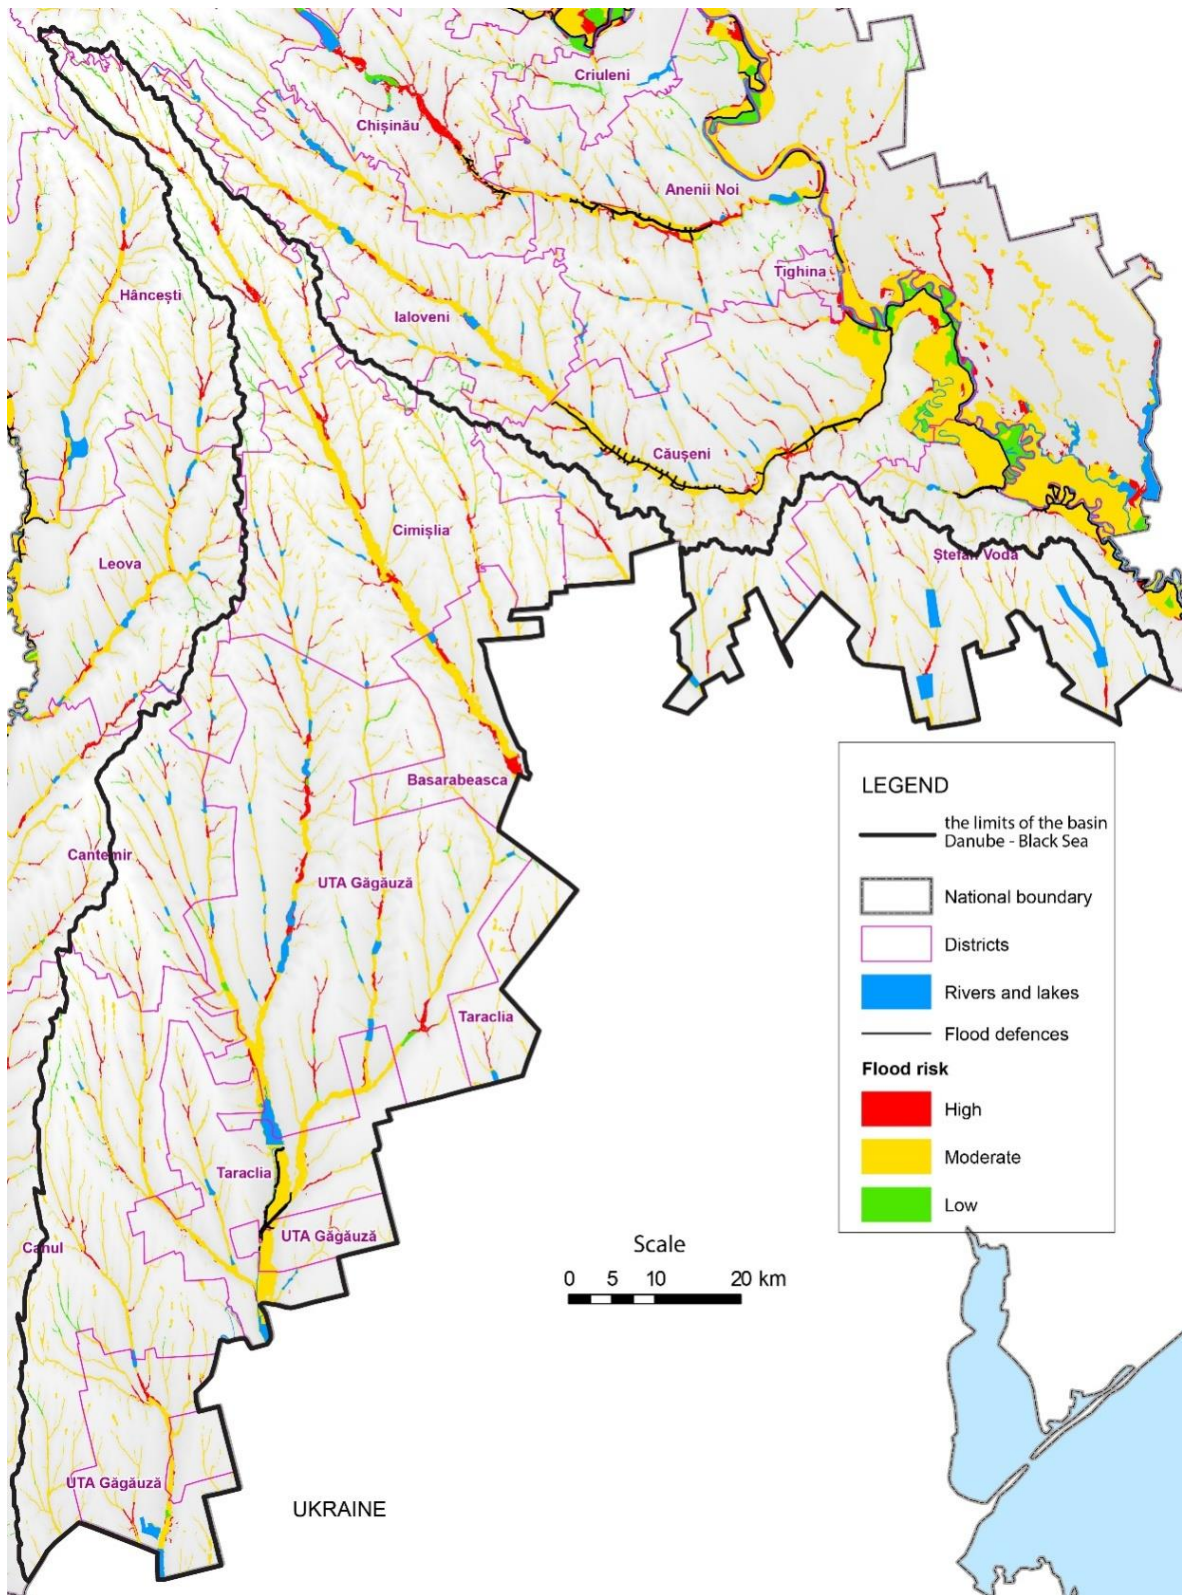 Criuleni
Chișinău
Anenii Noi
Tighina
Hâncești
Ialoveni
Căușeni
Cimișlia
Ștefan Vodă
Leova
Basarabeasca
Cantemir
UTA Găgăuză
Taraclia
Taraclia
UTA Găgăuză
Cahul
UTA Găgăuză
UKRAINE
Scale
0 5 10 20 km
LEGEND
the limits of the basin
Danube - Black Sea
National boundary
Districts
Rivers and lakes
Flood defences
Flood risk
High
Moderate
Low